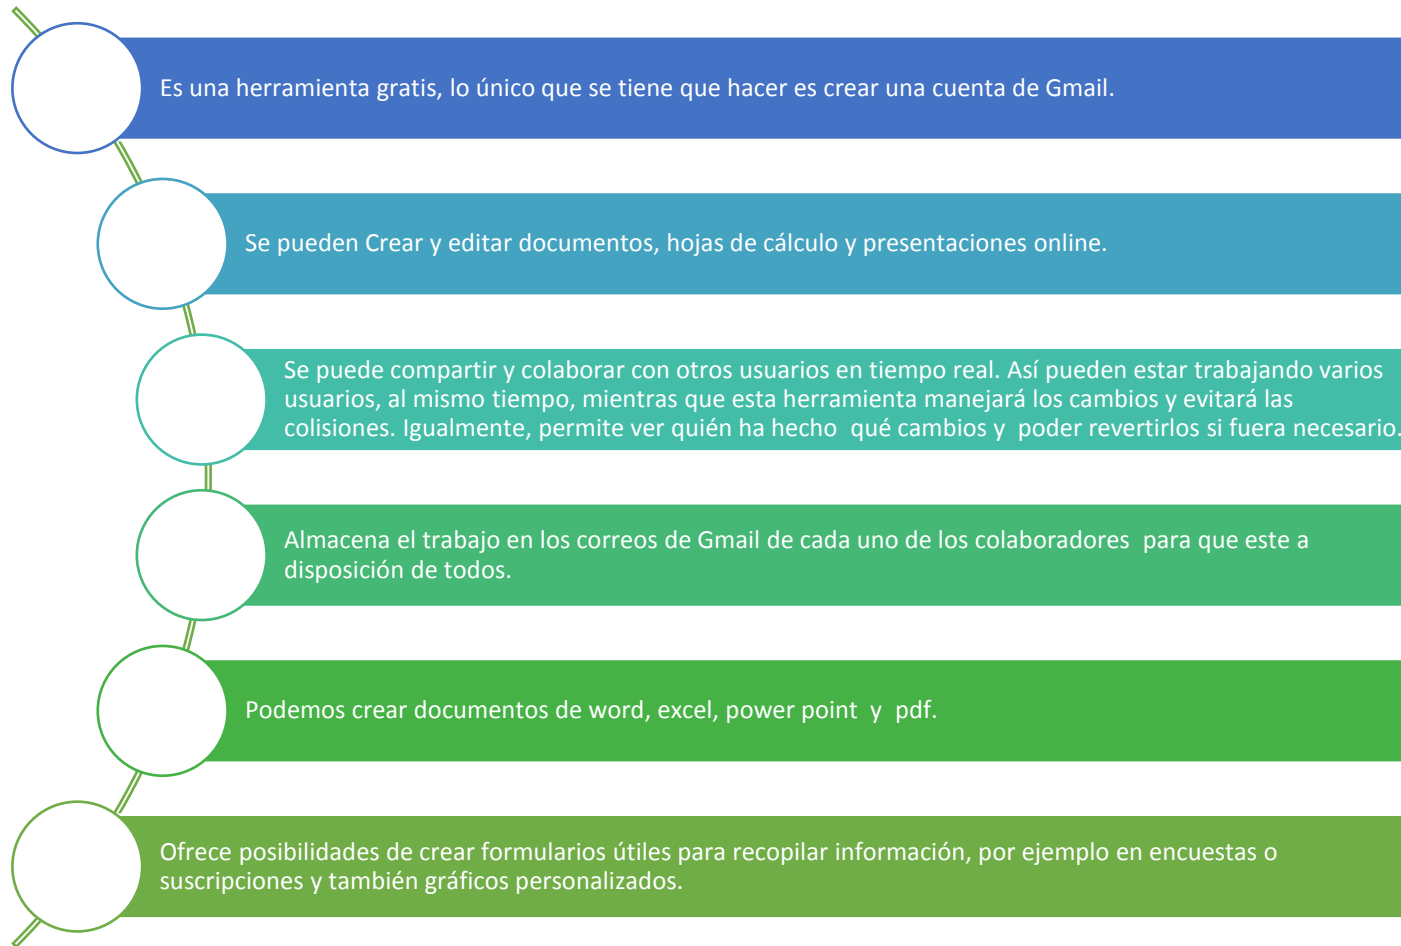 Es una herramienta gratis, lo único que se tiene que hacer es crear una cuenta de Gmail.
Se pueden Crear y editar documentos, hojas de cálculo y presentaciones online.
Se puede compartir y colaborar con otros usuarios en tiempo real. Así pueden estar trabajando varios
usuarios, al mismo tiempo, mientras que esta herramienta manejará los cambios y evitará las
colisiones. Igualmente, permite ver quién ha hecho  qué cambios y  poder revertirlos si fuera necesario.
Almacena el trabajo en los correos de Gmail de cada uno de los colaboradores  para que este a
disposición de todos.
Podemos crear documentos de word, excel, power point  y  pdf.
Ofrece posibilidades de crear formularios útiles para recopilar información, por ejemplo en encuestas o
suscripciones y también gráficos personalizados.